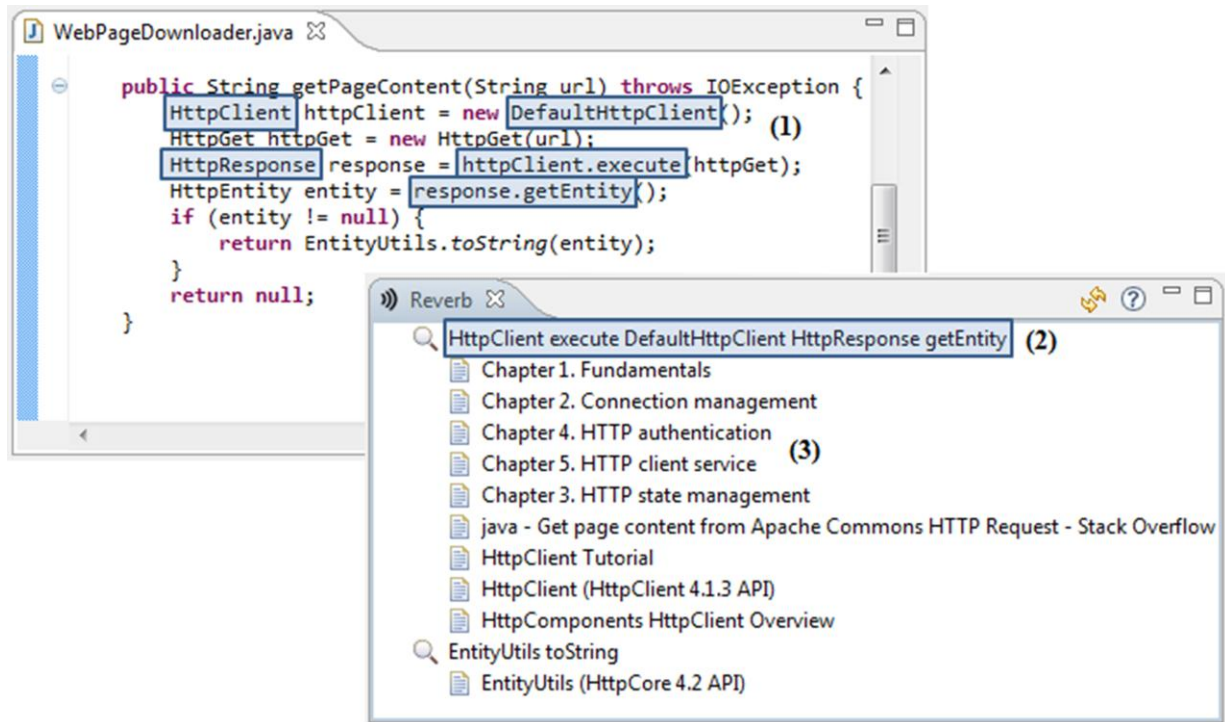 WebPageDownloader.java
public String getPageContent(String url) throws IOException {
HttpClient httpClient = new DefaultHttpClient(); (1)
HttpGet httpGet = new HttpGet(url);
HttpResponse response = httpClient.execute(httpGet);
HttpEntity entity = response.getEntity();
if (entity != null) {
return EntityUtils.toString(entity);
}
return null;
}
Reverb
HttpClient execute DefaultHttpClient HttpResponse getEntity (2)
Chapter 1. Fundamentals
Chapter 2. Connection management
Chapter 4. HTTP authentication
(3)
Chapter 5. HTTP client service
Chapter 3. HTTP state management
java - Get page content from Apache Commons HTTP Request - Stack Overflow
HttpClient Tutorial
HttpClient (HttpClient 4.1.3 API)
HttpComponents HttpClient Overview
EntityUtils toString
EntityUtils (HttpCore 4.2 API)